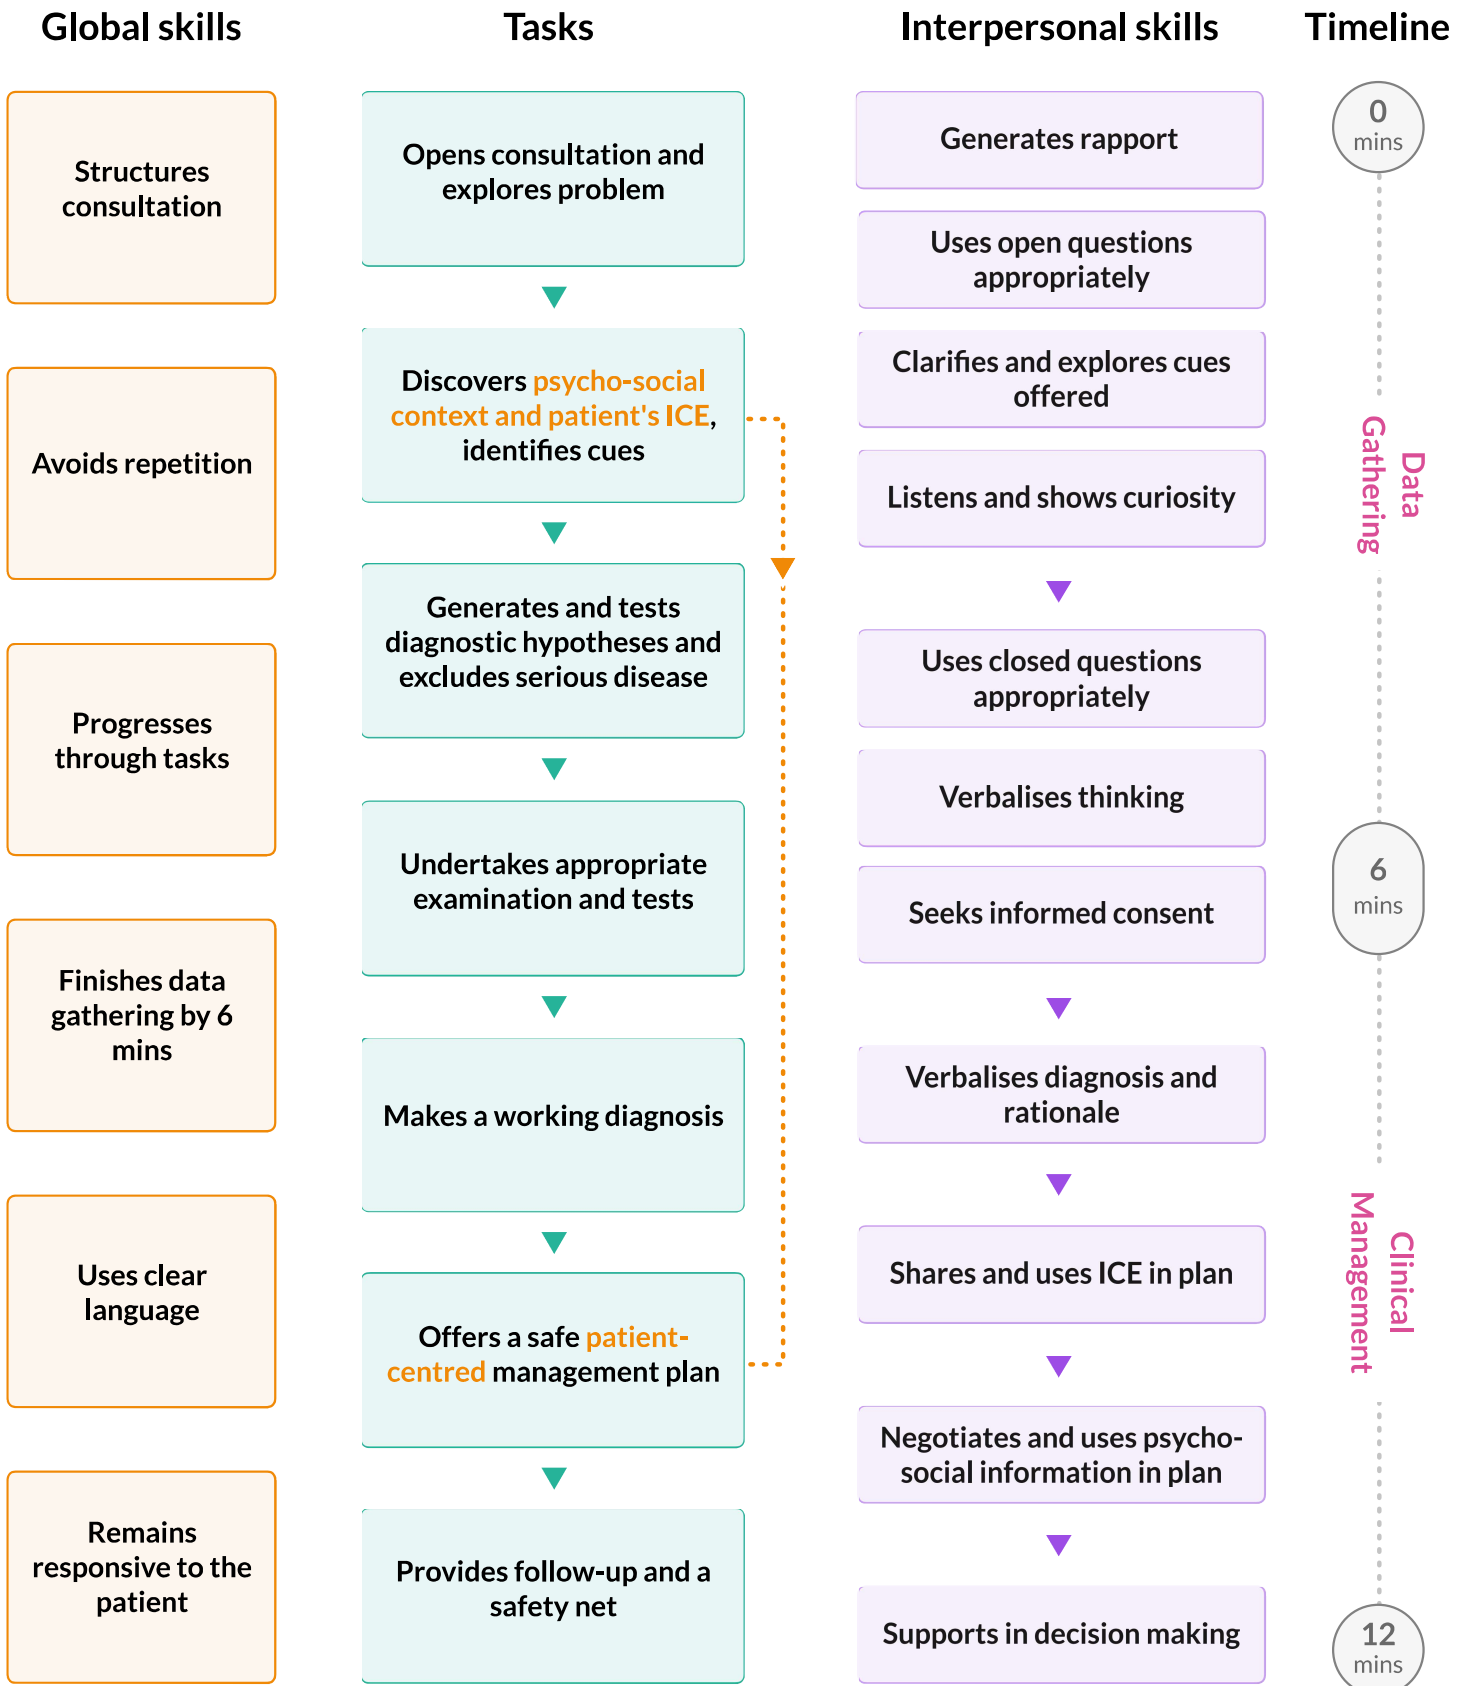 Global skills
Structures
consultation
Avoids repetition
Progresses
through tasks
Finishes data
gathering by 6
mins
Uses clear
language
Remains
responsive to the
patient
Tasks
Opens consultation and
explores problem
Discovers psycho-social
context and patient's ICE,
identifies cues
Generates and tests
diagnostic hypotheses and
excludes serious disease
Undertakes appropriate
examination and tests
Makes a working diagnosis
Offers a safe patient-
centred management plan
Provides follow-up and a
safety net
Interpersonal skills
Generates rapport
Uses open questions
appropriately
Clarifies and explores cues
offered
Listens and shows curiosity
Uses closed questions
appropriately
Verbalises thinking
Seeks informed consent
Verbalises diagnosis and
rationale
Shares and uses ICE in plan
Negotiates and uses psycho-
social information in plan
Supports in decision making
Timeline
0
mins
Data
Gathering
6
mins
Clinical
Management
12
mins